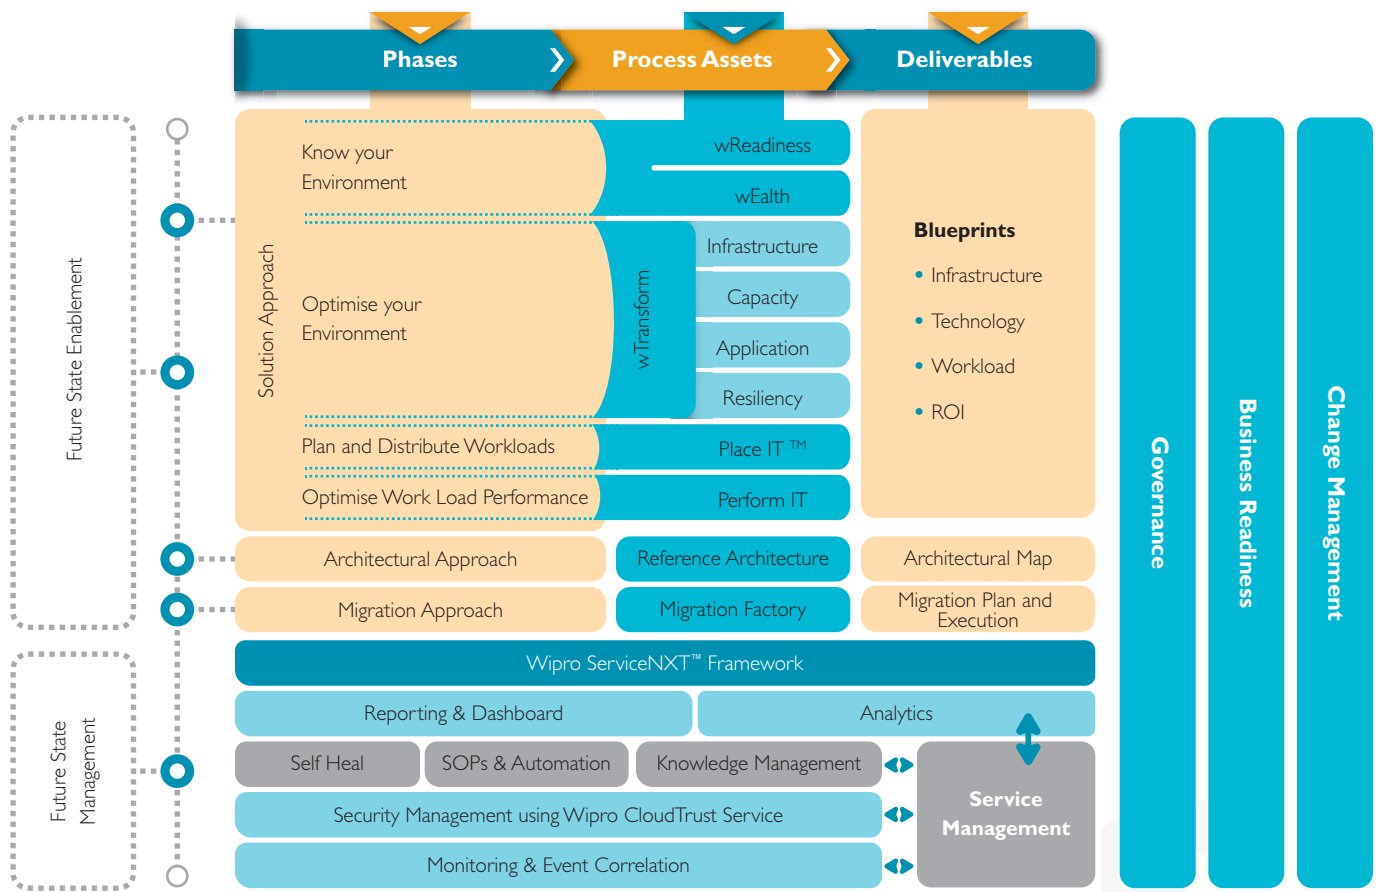 Phases
Process Assets
Deliverables
Future State Enablement
Solution Approach
Know your
Environment
wReadiness
wEalth
Optimise your
Environment
wTransform
Infrastructure
Capacity
Application
Resiliency
Plan and Distribute Workloads
Place IT ™
Optimise Work Load Performance
Perform IT
Blueprints
• Infrastructure
• Technology
• Workload
• ROI
Architectural Approach
Reference Architecture
Architectural Map
Migration Approach
Migration Factory
Migration Plan and
Execution
Future State
Management
Wipro ServiceNXT™ Framework
Reporting & Dashboard
Analytics
Self Heal
SOPs & Automation
Knowledge Management
Security Management using Wipro CloudTrust Service
Monitoring & Event Correlation
Service
Management
Governance
Business Readiness
Change Management